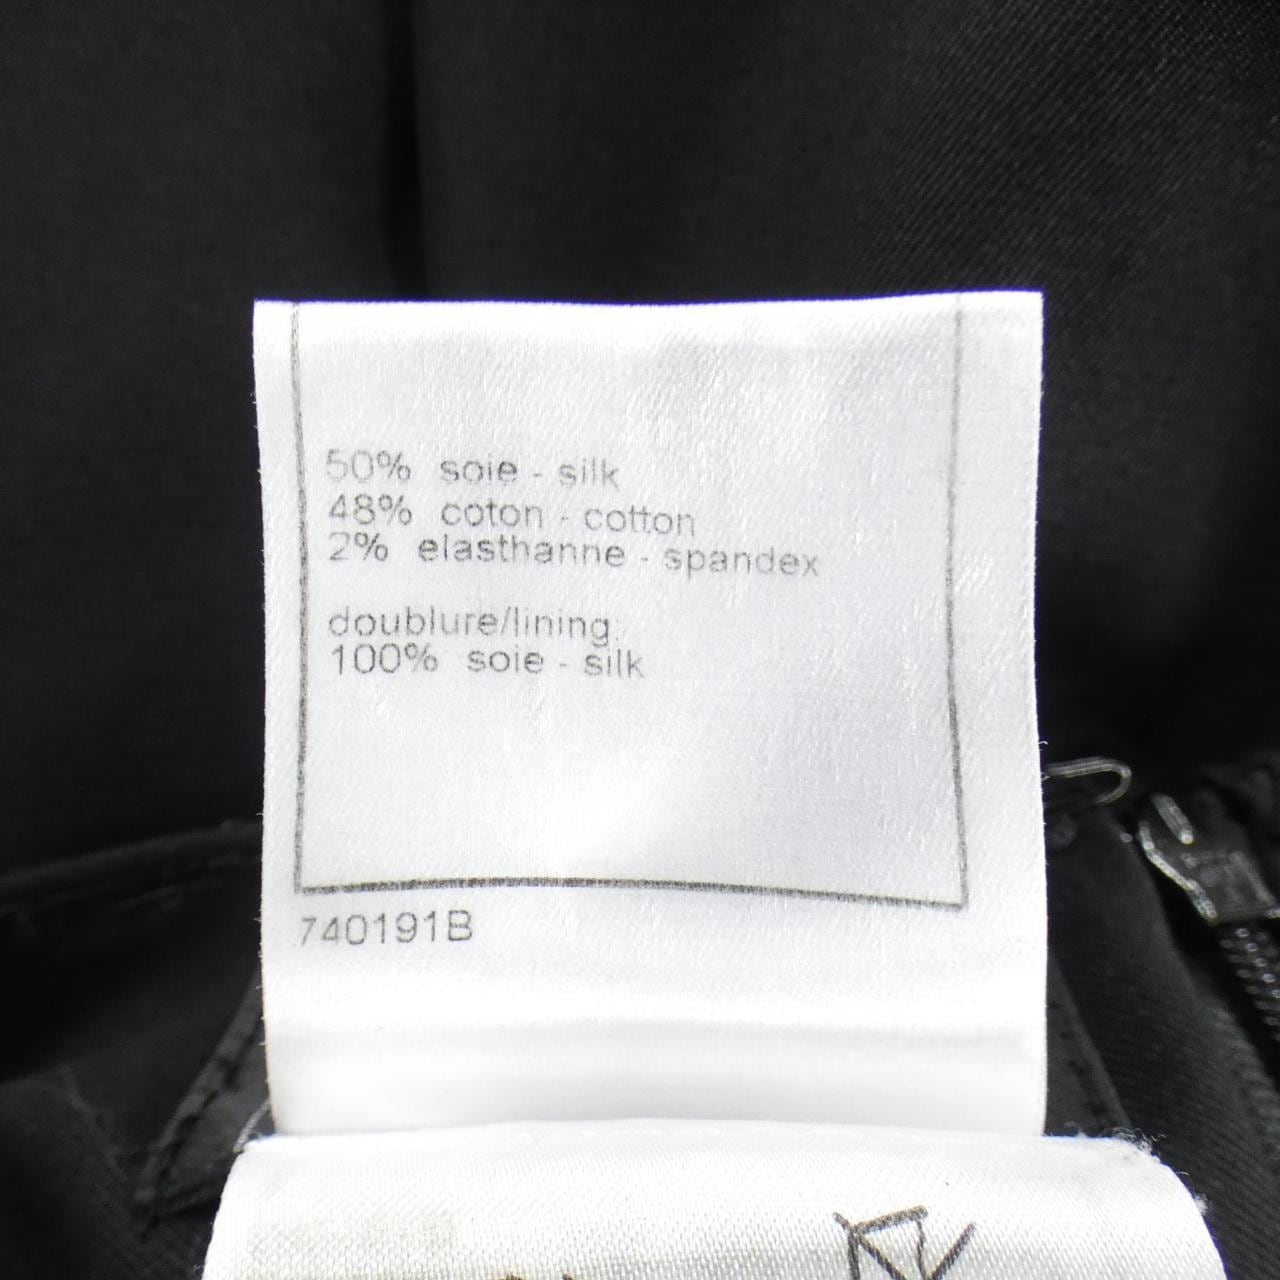 50% soie - silk
48% coton - cotton
2% elasthanne - spandex
doublure/lining:
100% soie - silk
740191B